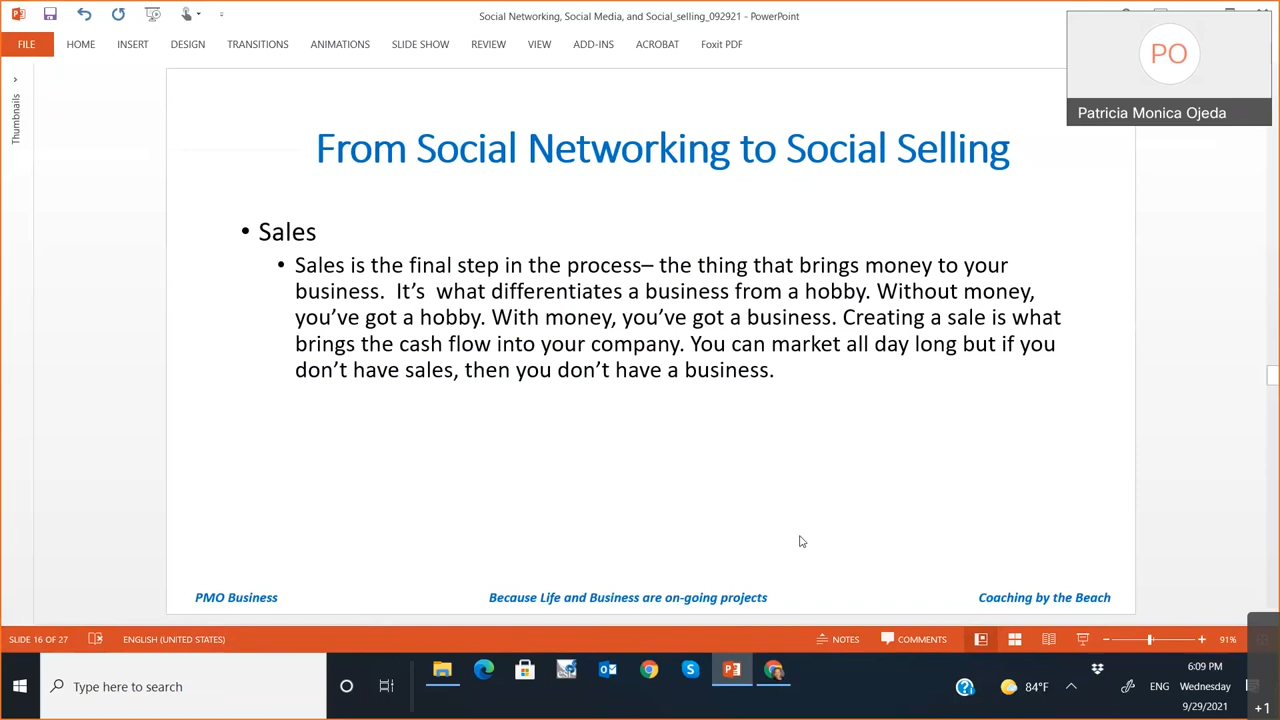 Social Networking, Social Media, and Social_selling_092921 - PowerPoint
FILE HOME INSERT DESIGN TRANSITIONS ANIMATIONS SLIDE SHOW REVIEW VIEW ADD-INS ACROBAT Foxit PDF
PO
Patricia Monica Ojeda
Thumbnails
From Social Networking to Social Selling
• Sales
• Sales is the final step in the process– the thing that brings money to your
business.  It’s  what differentiates a business from a hobby. Without money,
you’ve got a hobby. With money, you’ve got a business. Creating a sale is what
brings the cash flow into your company. You can market all day long but if you
don’t have sales, then you don’t have a business.
PMO Business Because Life and Business are on-going projects Coaching by the Beach
SLIDE 16 OF 27 ENGLISH (UNITED STATES) NOTES COMMENTS 91%
Type here to search
84°F ENG
6:09 PM
Wednesday
9/29/2021
+1